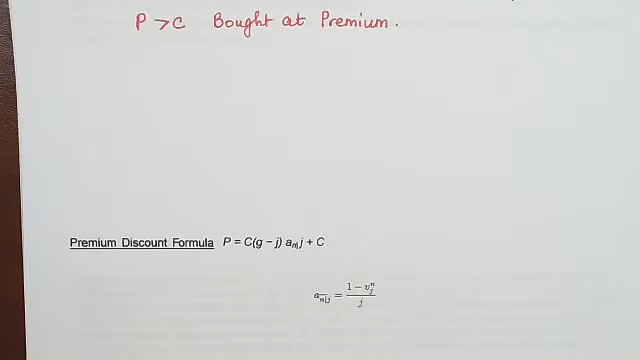 P > C Bought at Premium.
Premium Discount Formula P = C(g − j) a_n| j + C
a_n|j = (1 − v_j^n) / j